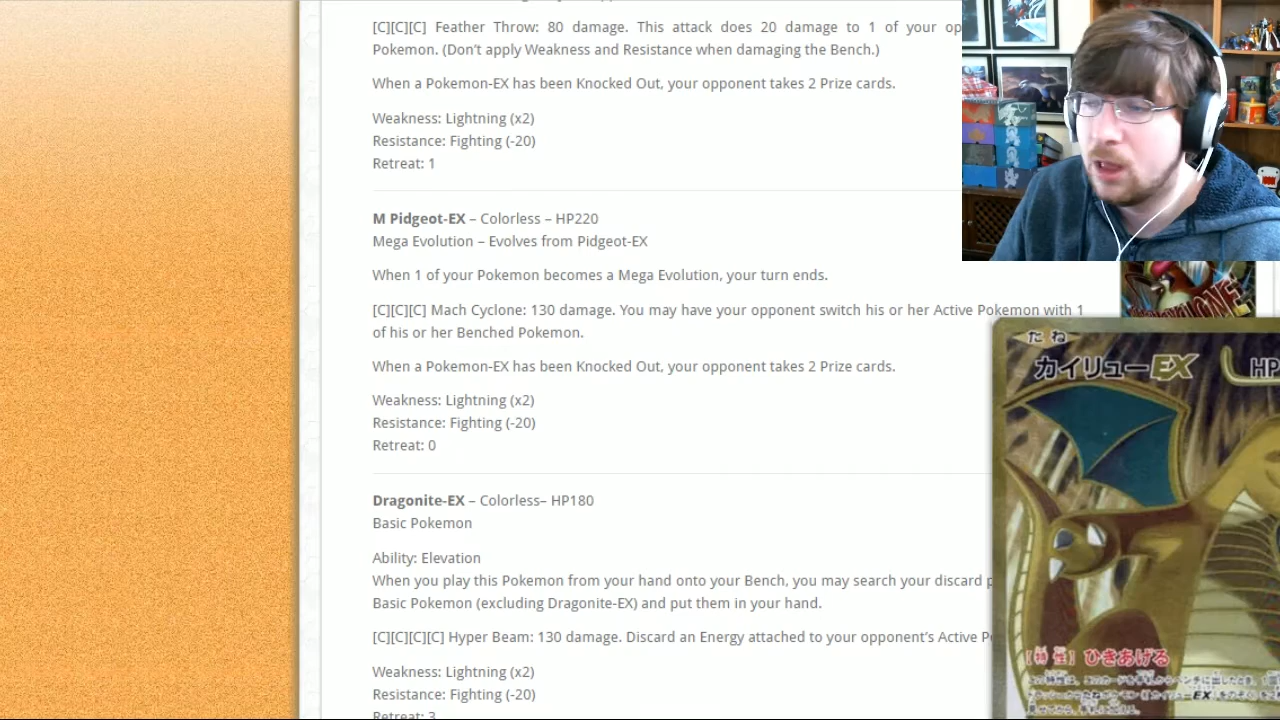 [C][C][C] Feather Throw: 80 damage. This attack does 20 damage to 1 of your
Pokemon. (Don't apply Weakness and Resistance when damaging the Bench.)
When a Pokemon-EX has been Knocked Out, your opponent takes 2 Prize cards.
Weakness: Lightning (x2)
Resistance: Fighting (-20)
Retreat: 1
M Pidgeot-EX – Colorless – HP220
Mega Evolution – Evolves from Pidgeot-EX
When 1 of your Pokemon becomes a Mega Evolution, your turn ends.
[C][C][C] Mach Cyclone: 130 damage. You may have your opponent switch his or her Active Pokemon with 1
of his or her Benched Pokemon.
When a Pokemon-EX has been Knocked Out, your opponent takes 2 Prize cards.
Weakness: Lightning (x2)
Resistance: Fighting (-20)
Retreat: 0
Dragonite-EX – Colorless– HP180
Basic Pokemon
Ability: Elevation
When you play this Pokemon from your hand onto your Bench, you may search your discard
Basic Pokemon (excluding Dragonite-EX) and put them in your hand.
[C][C][C][C] Hyper Beam: 130 damage. Discard an Energy attached to your opponent's Active
Weakness: Lightning (x2)
Resistance: Fighting (-20)
Retreat: 3
たね
カイリューEX HP
[特性] ひきあげる